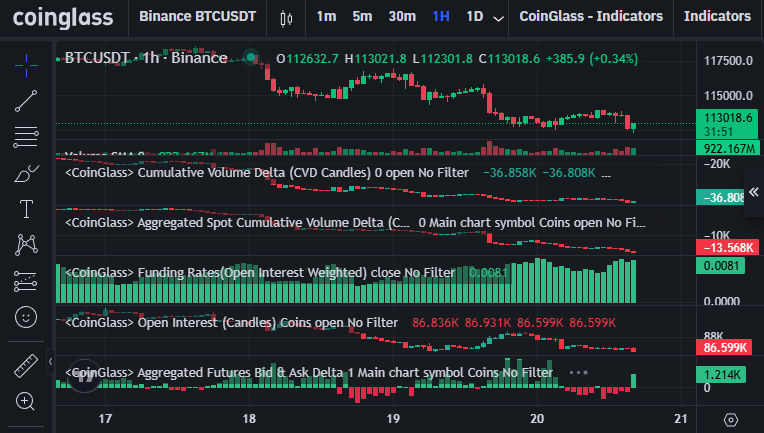 coinglass Binance BTCUSDT 1m 5m 30m 1H 1D CoinGlass - Indicators Indicators
BTCUSDT · 1h · Binance O112632.7 H113021.8 L112301.8 C113018.6 +385.9 (+0.34%)
117500.0
115000.0
113018.6
31:51
Volume SMA 9 922.167M
922.167M
−20K
<CoinGlass> Cumulative Volume Delta (CVD Candles) 0 open No Filter −36.858K −36.808K ...
−36.808
<CoinGlass> Aggregated Spot Cumulative Volume Delta (C... 0 Main chart symbol Coins open No Fi...
−10K
−13.568K
<CoinGlass> Funding Rates(Open Interest Weighted) close No Filter 0.0081
0.0081
0.0000
<CoinGlass> Open Interest (Candles) Coins open No Filter 86.836K 86.931K 86.599K 86.599K
88K
86.599K
<CoinGlass> Aggregated Futures Bid & Ask Delta 1 Main chart symbol Coins No Filter ...
1.214K
0
17 18 19 20 21